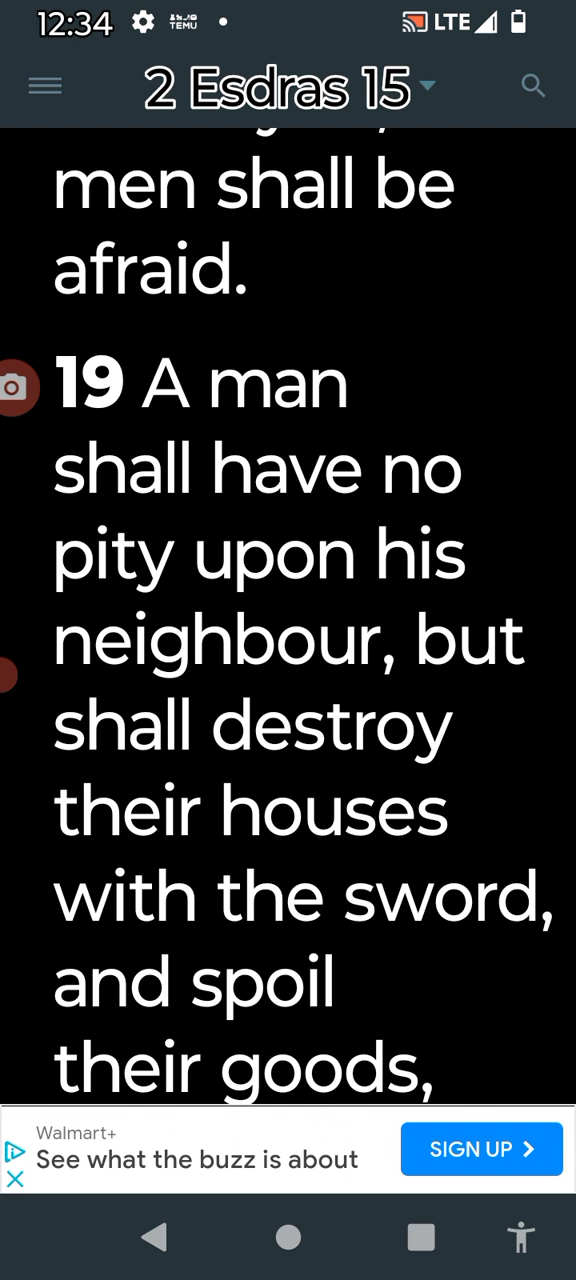 12:34
TEMU
LTE
2 Esdras 15
men shall be
afraid.
19 A man
shall have no
pity upon his
neighbour, but
shall destroy
their houses
with the sword,
and spoil
their goods,
Walmart+
See what the buzz is about
SIGN UP